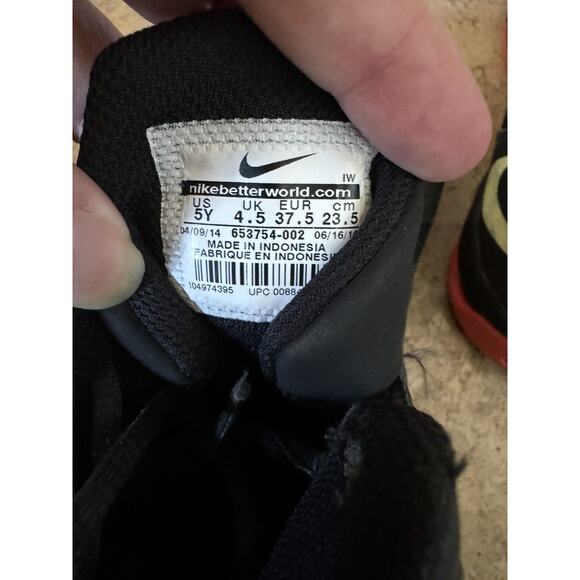 IW
nikebetterworld.com
US UK EUR cm
5Y 4.5 37.5 23.5
04/09/14 653754-002 06/16/1
MADE IN INDONESIA
FABRIQUE EN INDONES
104974395 UPC 0088